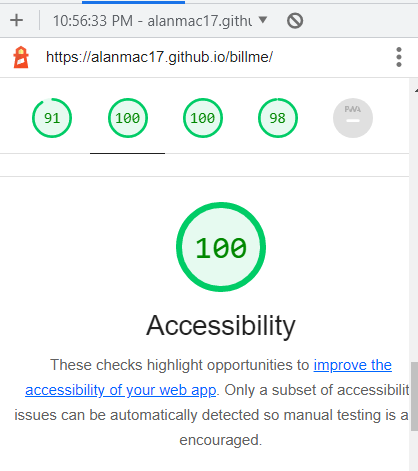 10:56:33 PM - alanmac17.githu
https://alanmac17.github.io/billme/
91 100 100 98 PWA
100
Accessibility
These checks highlight opportunities to improve the
accessibility of your web app. Only a subset of accessibilit
issues can be automatically detected so manual testing is a
encouraged.